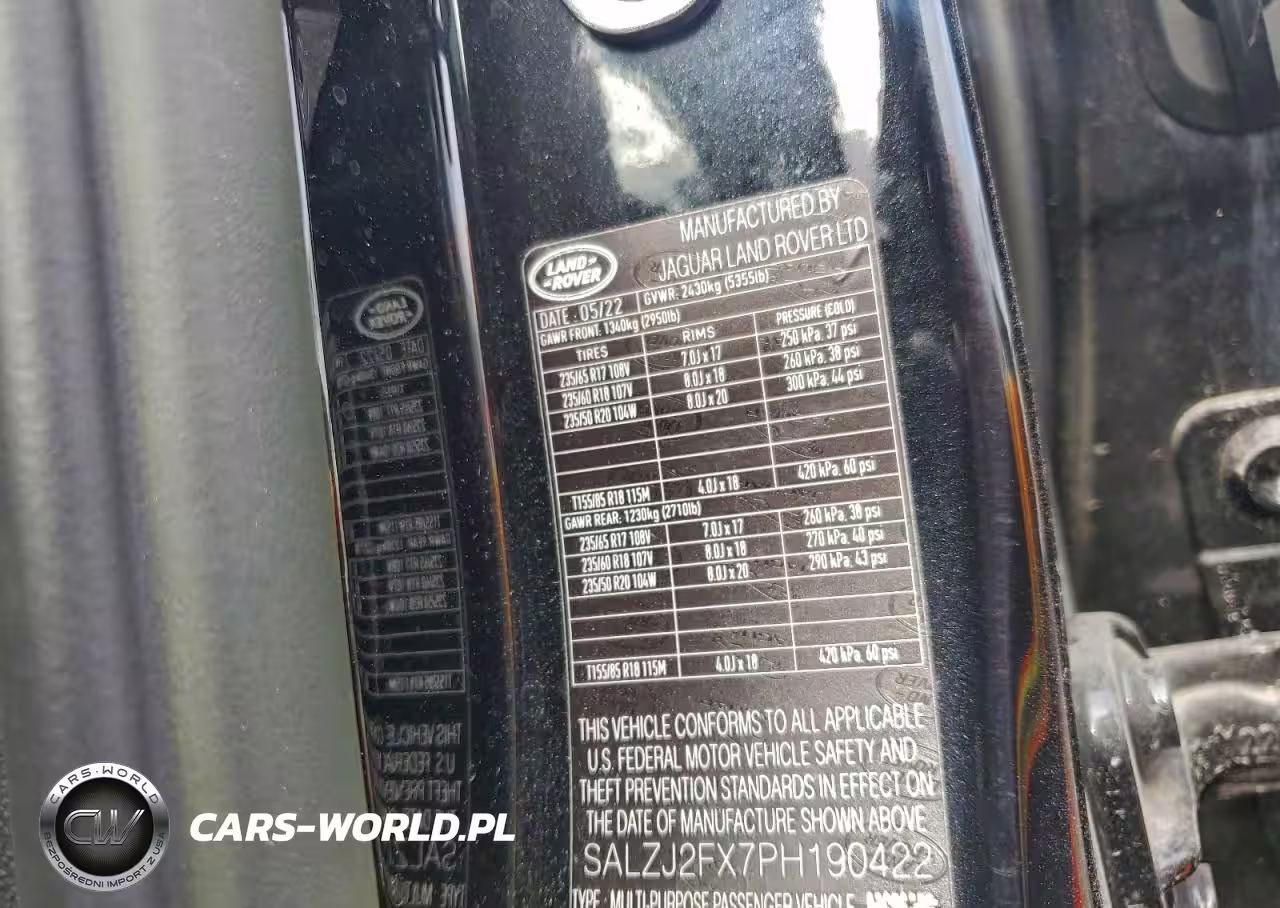 MANUFACTURED BY
LAND ROVER
JAGUAR LAND ROVER LTD
DATE : 05/22 GVWR: 2430kg (5355lb)
GAWR FRONT: 1340kg (2950lb)
TIRES RIMS PRESSURE (COLD)
235/65 R17 108V 7.0J x 17 250 kPa. 37 psi
235/60 R18 107V 8.0J x 18 260 kPa. 38 psi
235/50 R20 104W 8.0J x 20 300 kPa. 44 psi
T155/85 R18 115M 4.0J x 18 420 kPa. 60 psi
GAWR REAR: 1230kg (2710lb)
235/65 R17 108V 7.0J x 17 260 kPa. 38 psi
235/60 R18 107V 8.0J x 18 270 kPa. 40 psi
235/50 R20 104W 8.0J x 20 290 kPa. 43 psi
T155/85 R18 115M 4.0J x 18 420 kPa. 60 psi
THIS VEHICLE CONFORMS TO ALL APPLICABLE
U.S. FEDERAL MOTOR VEHICLE SAFETY AND
THEFT PREVENTION STANDARDS IN EFFECT ON
THE DATE OF MANUFACTURE SHOWN ABOVE
SALZJ2FX7PH190422
TYPE: MULTI-PURPOSE PASSENGER VEHICLE
CARS-WORLD
CW
BEZPOŚREDNI IMPORT Z USA
CARS-WORLD.PL